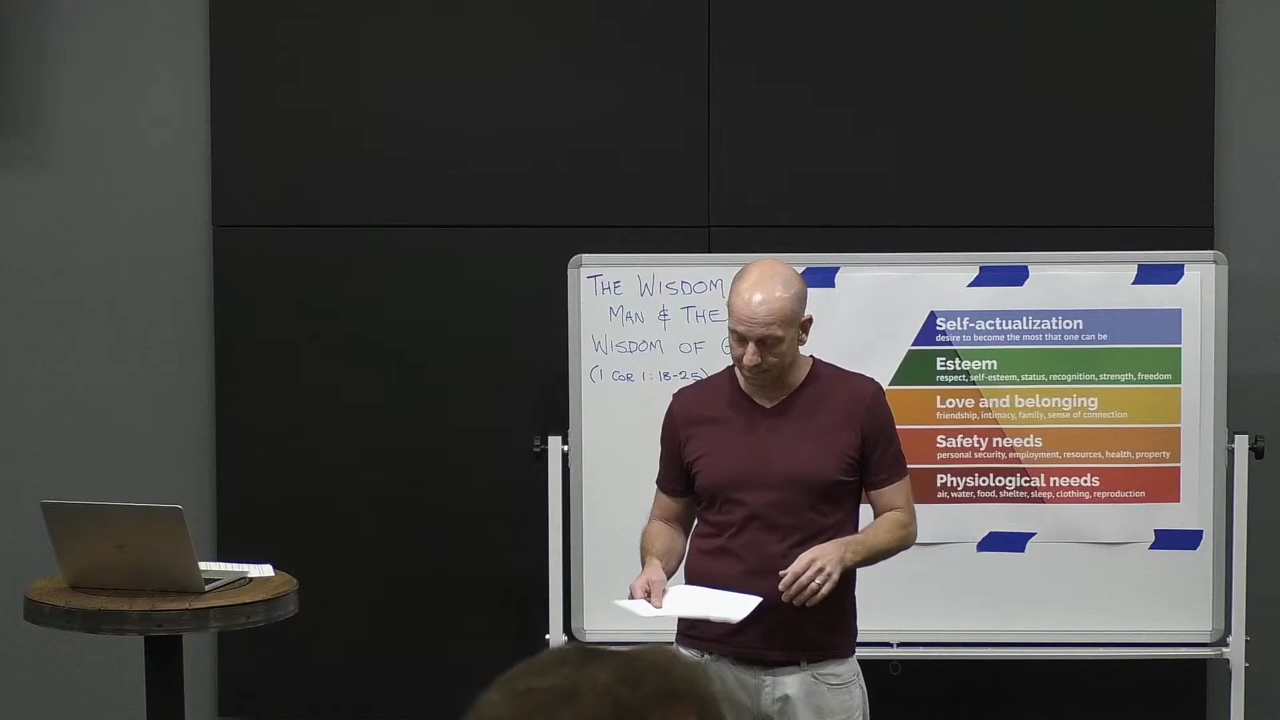 THE WISDOM
MAN & THE
WISDOM OF
(1 COR 1:18-25)
Self-actualization
desire to become the most that one can be
Esteem
respect, self-esteem, status, recognition, strength, freedom
Love and belonging
friendship, intimacy, family, sense of connection
Safety needs
personal security, employment, resources, health, property
Physiological needs
air, water, food, shelter, sleep, clothing, reproduction